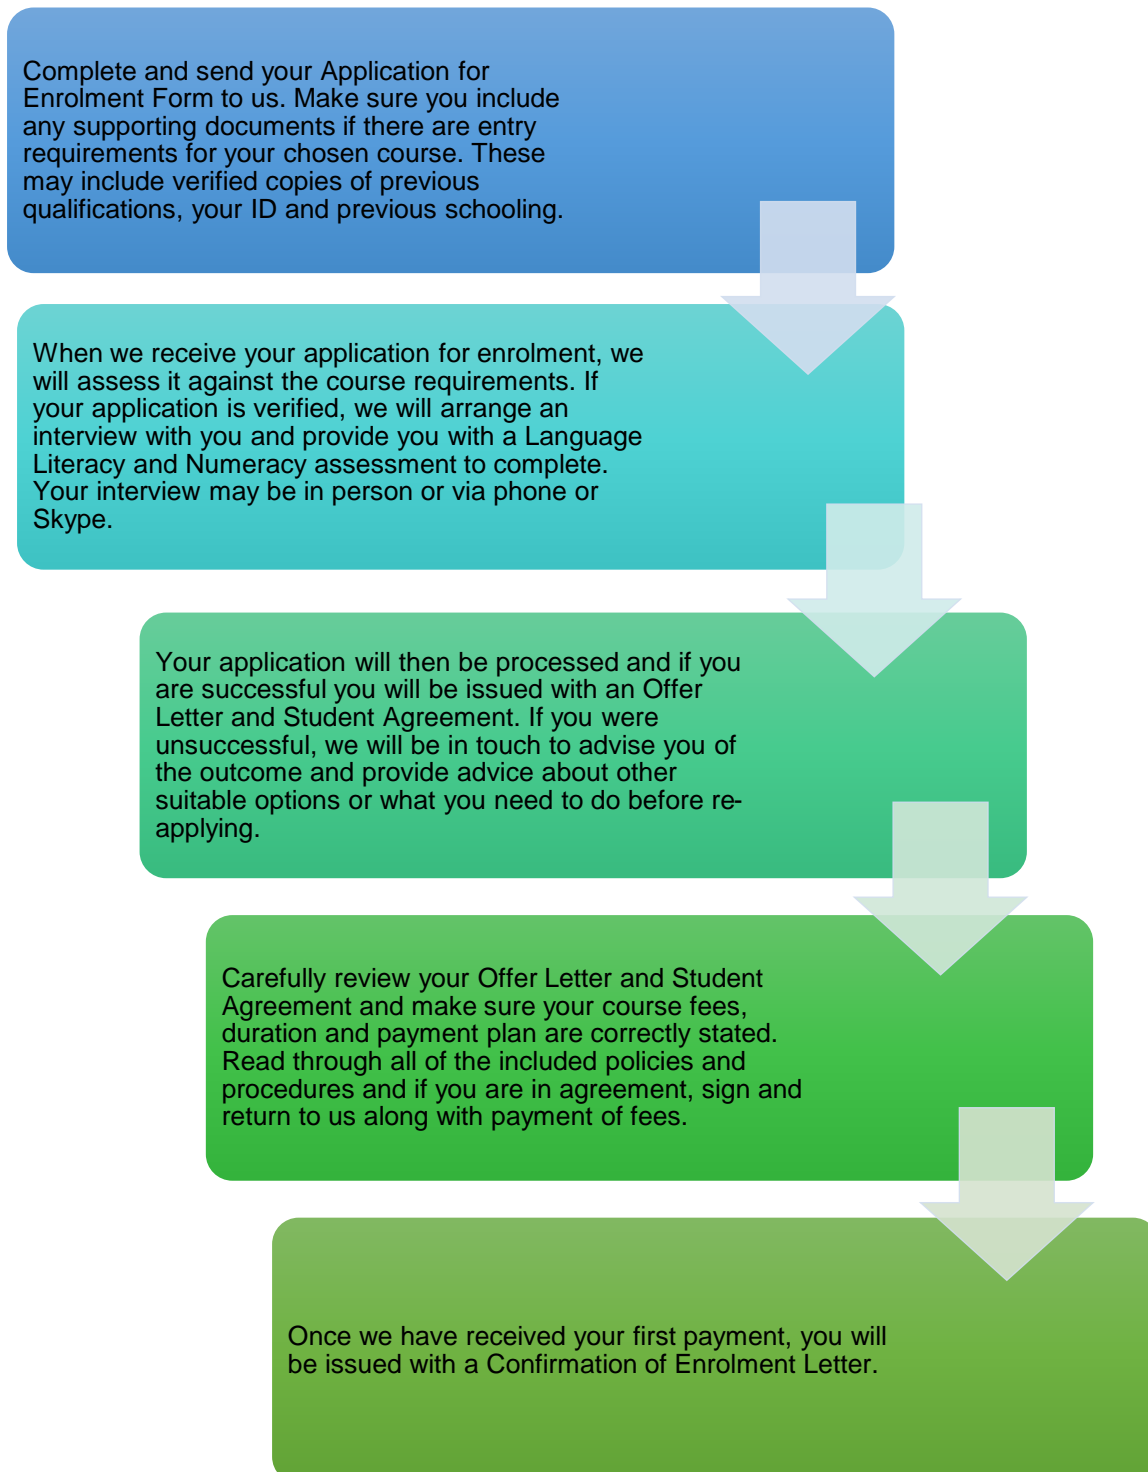 Complete and send your Application for
Enrolment Form to us. Make sure you include
any supporting documents if there are entry
requirements for your chosen course. These
may include verified copies of previous
qualifications, your ID and previous schooling.
When we receive your application for enrolment, we
will assess it against the course requirements. If
your application is verified, we will arrange an
interview with you and provide you with a Language
Literacy and Numeracy assessment to complete.
Your interview may be in person or via phone or
Skype.
Your application will then be processed and if you
are successful you will be issued with an Offer
Letter and Student Agreement. If you were
unsuccessful, we will be in touch to advise you of
the outcome and provide advice about other
suitable options or what you need to do before re-
applying.
Carefully review your Offer Letter and Student
Agreement and make sure your course fees,
duration and payment plan are correctly stated.
Read through all of the included policies and
procedures and if you are in agreement, sign and
return to us along with payment of fees.
Once we have received your first payment, you will
be issued with a Confirmation of Enrolment Letter.